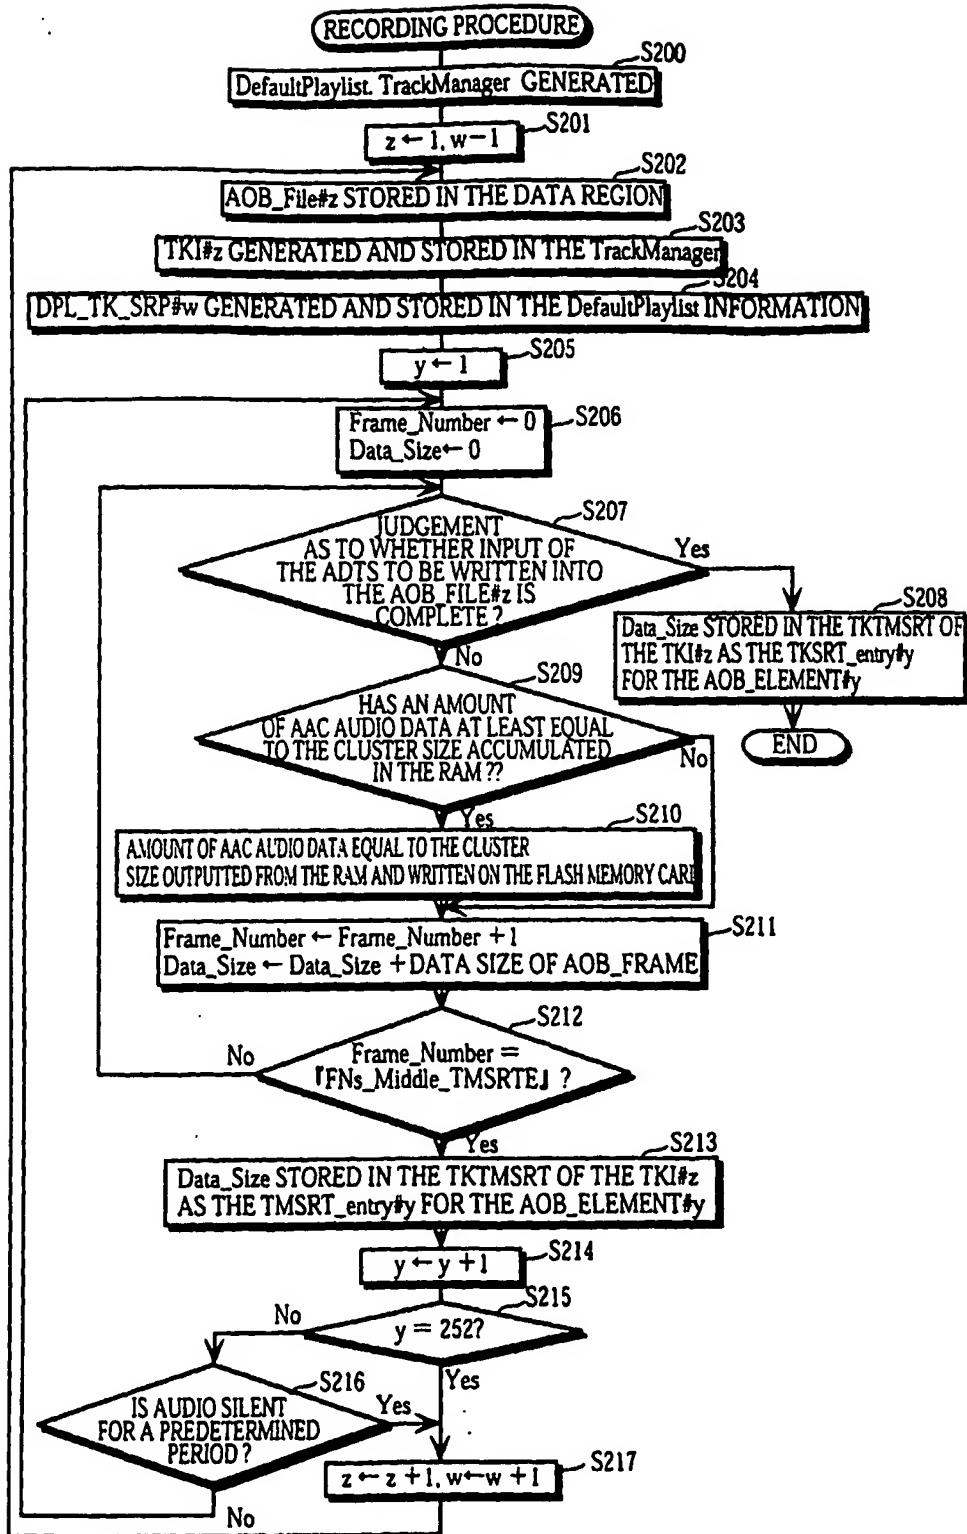 RECORDING PROCEDURE
S200
DefaultPlaylist. TrackManager GENERATED
S201
z ← 1, w – 1
S202
AOB_File#z STORED IN THE DATA REGION
S203
TKI#z GENERATED AND STORED IN THE TrackManager
S204
DPL_TK_SRP#w GENERATED AND STORED IN THE DefaultPlaylist INFORMATION
S205
y ← 1
S206
Frame_Number ← 0
Data_Size ← 0
S207
JUDGEMENT
AS TO WHETHER INPUT OF
THE ADTS TO BE WRITTEN INTO
THE AOB_FILE#z IS
COMPLETE ?
Yes
No
S208
Data_Size STORED IN THE TKTMSRT OF
THE TKI#z AS THE TKSRT_entry#y
FOR THE AOB_ELEMENT#y
END
S209
HAS AN AMOUNT
OF AAC AUDIO DATA AT LEAST EQUAL
TO THE CLUSTER SIZE ACCUMULATED
IN THE RAM ??
No
Yes
S210
AMOUNT OF AAC AUDIO DATA EQUAL TO THE CLUSTER
SIZE OUTPUTTED FROM THE RAM AND WRITTEN ON THE FLASH MEMORY CARD
S211
Frame_Number ← Frame_Number + 1
Data_Size ← Data_Size + DATA SIZE OF AOB_FRAME
S212
Frame_Number =
『FNs_Middle_TMSRTE』 ?
No
Yes
S213
Data_Size STORED IN THE TKTMSRT OF THE TKI#z
AS THE TMSRT_entry#y FOR THE AOB_ELEMENT#y
S214
y ← y + 1
S215
y = 252?
No
Yes
S216
IS AUDIO SILENT
FOR A PREDETERMINED
PERIOD ?
Yes
No
S217
z ← z + 1, w ← w + 1